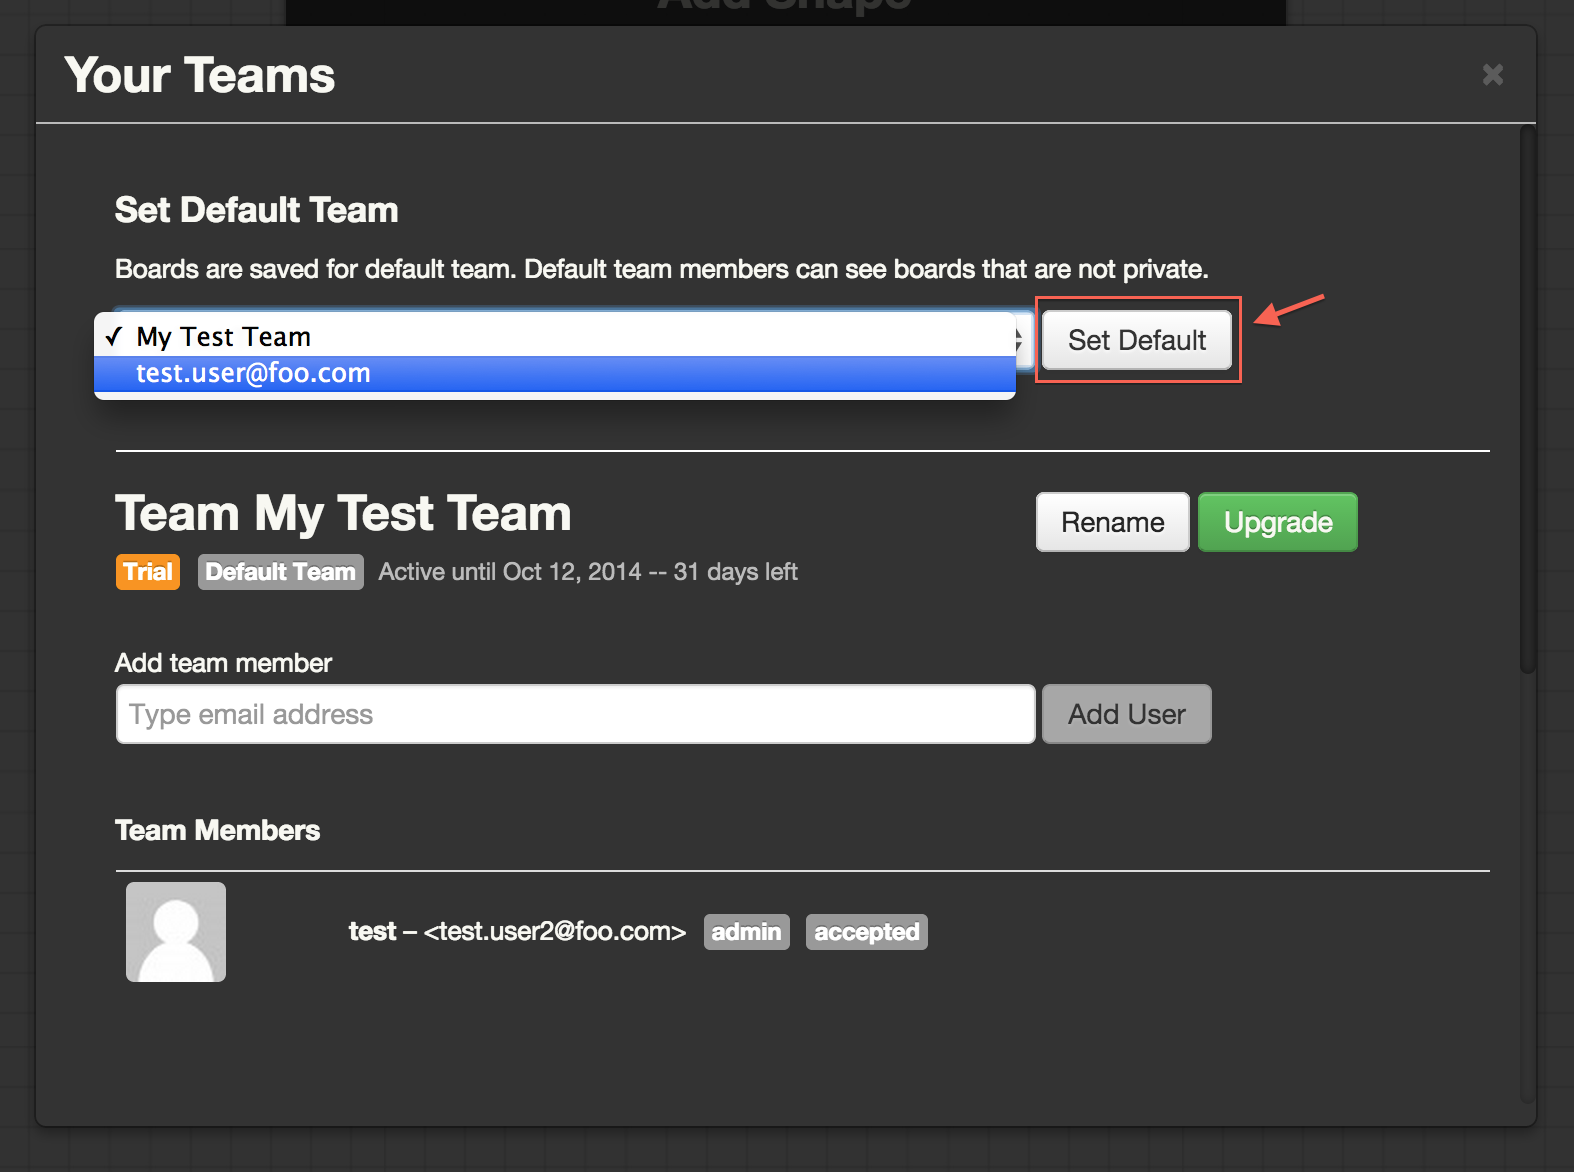 Add Shape
Your Teams
Set Default Team
Boards are saved for default team. Default team members can see boards that are not private.
✓ My Test Team
test.user@foo.com
Set Default
Team My Test Team
Rename
Upgrade
Trial
Default Team
Active until Oct 12, 2014 -- 31 days left
Add team member
Type email address
Add User
Team Members
test – <test.user2@foo.com>
admin
accepted